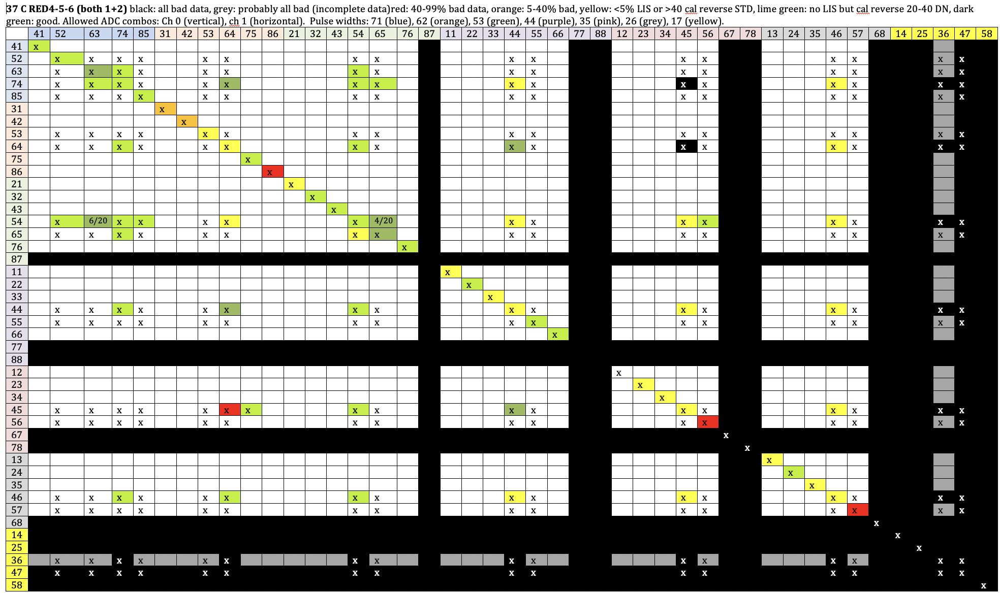 37 C RED4-5-6 (both 1+2) black: all bad data, grey: probably all bad (incomplete data)red: 40-99% bad data, orange: 5-40% bad, yellow: <5% LIS or >40 cal reverse STD, lime green: no LIS but cal reverse 20-40 DN, dark
green: good. Allowed ADC combos: Ch 0 (vertical), ch 1 (horizontal). Pulse widths: 71 (blue), 62 (orange), 53 (green), 44 (purple), 35 (pink), 26 (grey), 17 (yellow).
41 52 63 74 85 31 42 53 64 75 86 21 32 43 54 65 76 87 11 22 33 44 55 66 77 88 12 23 34 45 56 67 78 13 24 35 46 57 68 14 25 36 47 58
41 x
52 x x x x x x x x x x x x x x x x
63 x x x x x x x x x x x x x x x x
74 x x x x x x x x x x x x x x x x
85 x x x x x x x x x x x x x x x x
31 x
42 x
53 x x x x x x x x x x x x x x x x
64 x x x x x x x x x x x x x x x x
75 x
86 x
21 x
32 x
43 x
54 x 6/20 x x x x x 4/20 x x x x x x x x
65 x x x x x x x x x x x x x x x x
76 x
87
11 x
22 x
33 x
44 x x x x x x x x x x x x x x x x
55 x x x x x x x x x x x x x x x x
66 x
77
88
12 x
23 x
34 x
45 x x x x x x x x x x x x x x x x x
56 x x x x x x x x x x x x x x x x
67 x
78 x
13 x
24 x
35 x
46 x x x x x x x x x x x x x x x x
57 x x x x x x x x x x x x x x x x
68 x
14 x
25 x
36 x x x x x x x x x x x x x x x x
47 x x x x x x x x x x x x x x x x
58 x